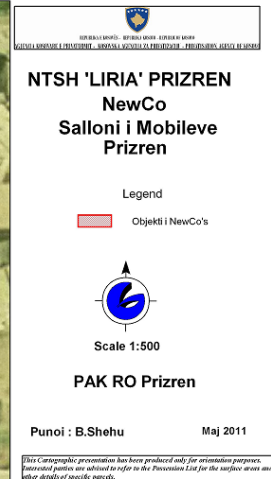 REPUBLIKA E KOSOVËS - REPUBLIKA KOSOVO - REPUBLIC OF KOSOVO
AGJENCIA KOSOVARE E PRIVATIZIMIT - KOSOVSKA AGENCIJA ZA PRIVATIZACIJU - PRIVATISATION AGENCY OF KOSOVO
NTSH 'LIRIA' PRIZREN
NewCo
Salloni i Mobileve
Prizren
Legend
Objekti i NewCo's
Scale 1:500
PAK RO Prizren
Punoi : B.Shehu Maj 2011
This Cartographic presentation has been produced only for orientation purposes.
Interested parties are advised to refer to the Possession List for the surface areas and
other details of specific parcels.